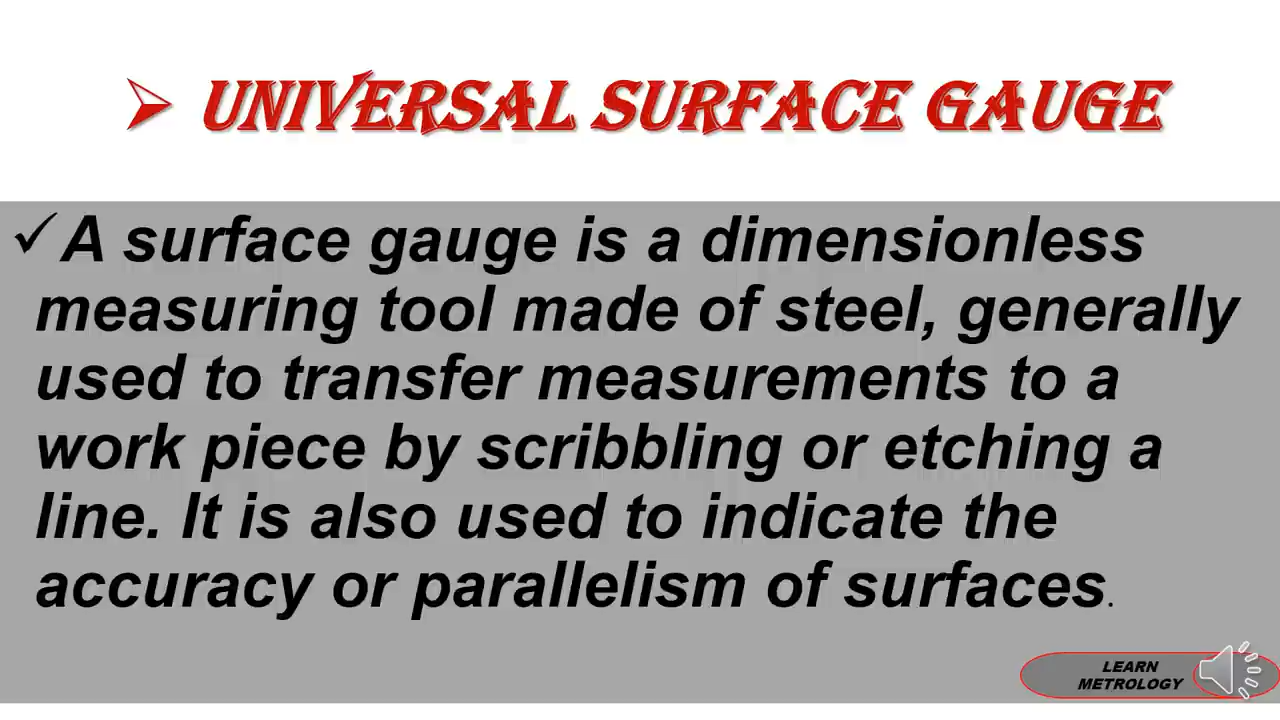 ➢ UNIVERSAL SURFACE GAUGE
✓A surface gauge is a dimensionless
measuring tool made of steel, generally
used to transfer measurements to a
work piece by scribbling or etching a
line. It is also used to indicate the
accuracy or parallelism of surfaces.
LEARN
METROLOGY